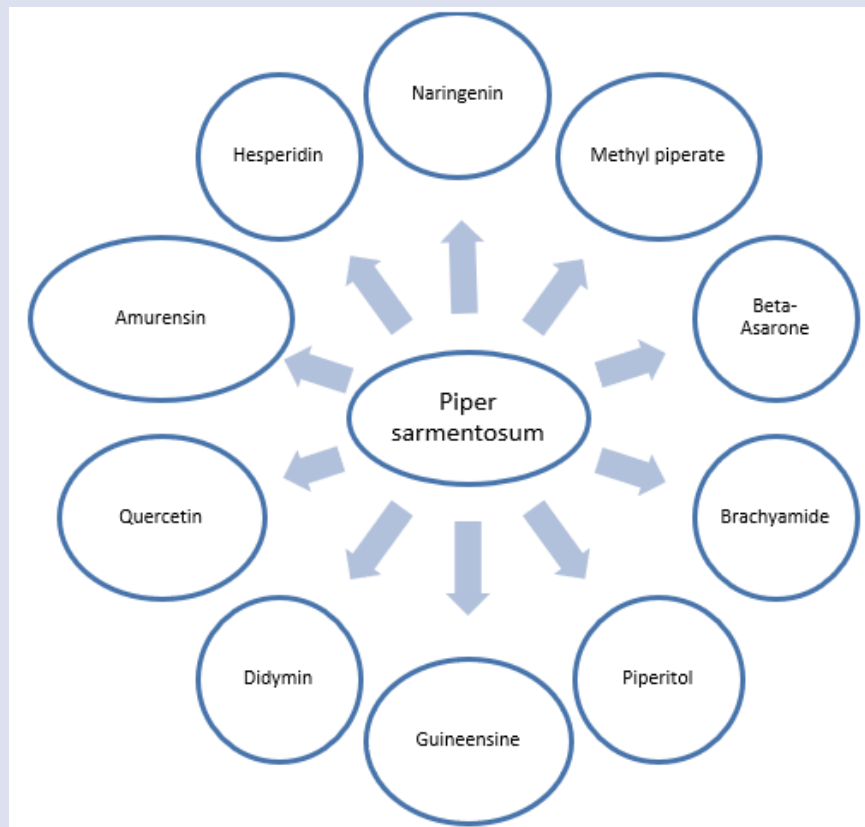 Naringenin
Methyl piperate
Hesperidin
Beta-
Asarone
Amurensin
Piper
sarmentosum
Quercetin
Brachyamide
Didymin
Piperitol
Guineensine